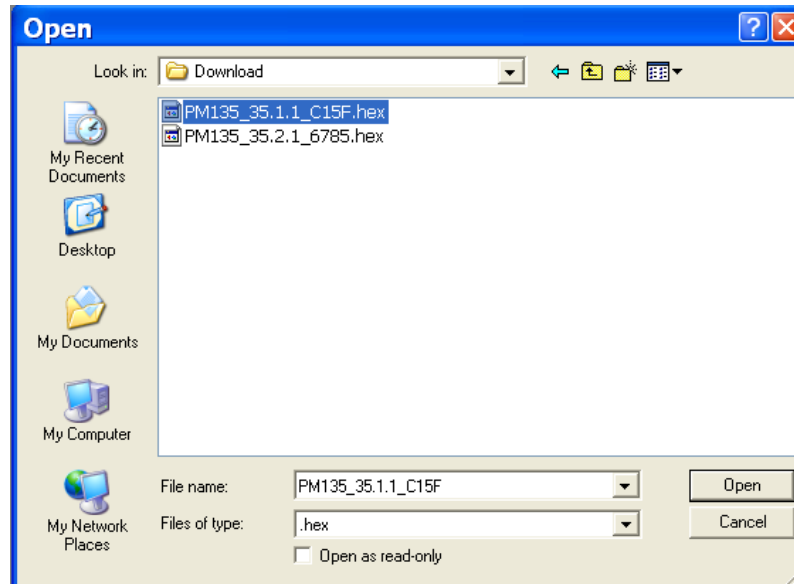 Open
Look in: Download
PM135_35.1.1_C15F.hex
PM135_35.2.1_6785.hex
My Recent
Documents
Desktop
My Documents
My Computer
My Network
Places
File name: PM135_35.1.1_C15F Open
Files of type: .hex Cancel
Open as read-only